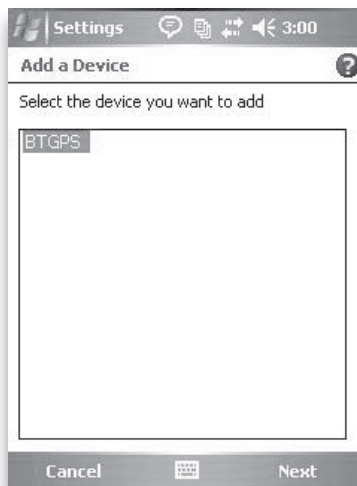 Settings 3:00
Add a Device ?
Select the device you want to add
BTGPS
Cancel Next